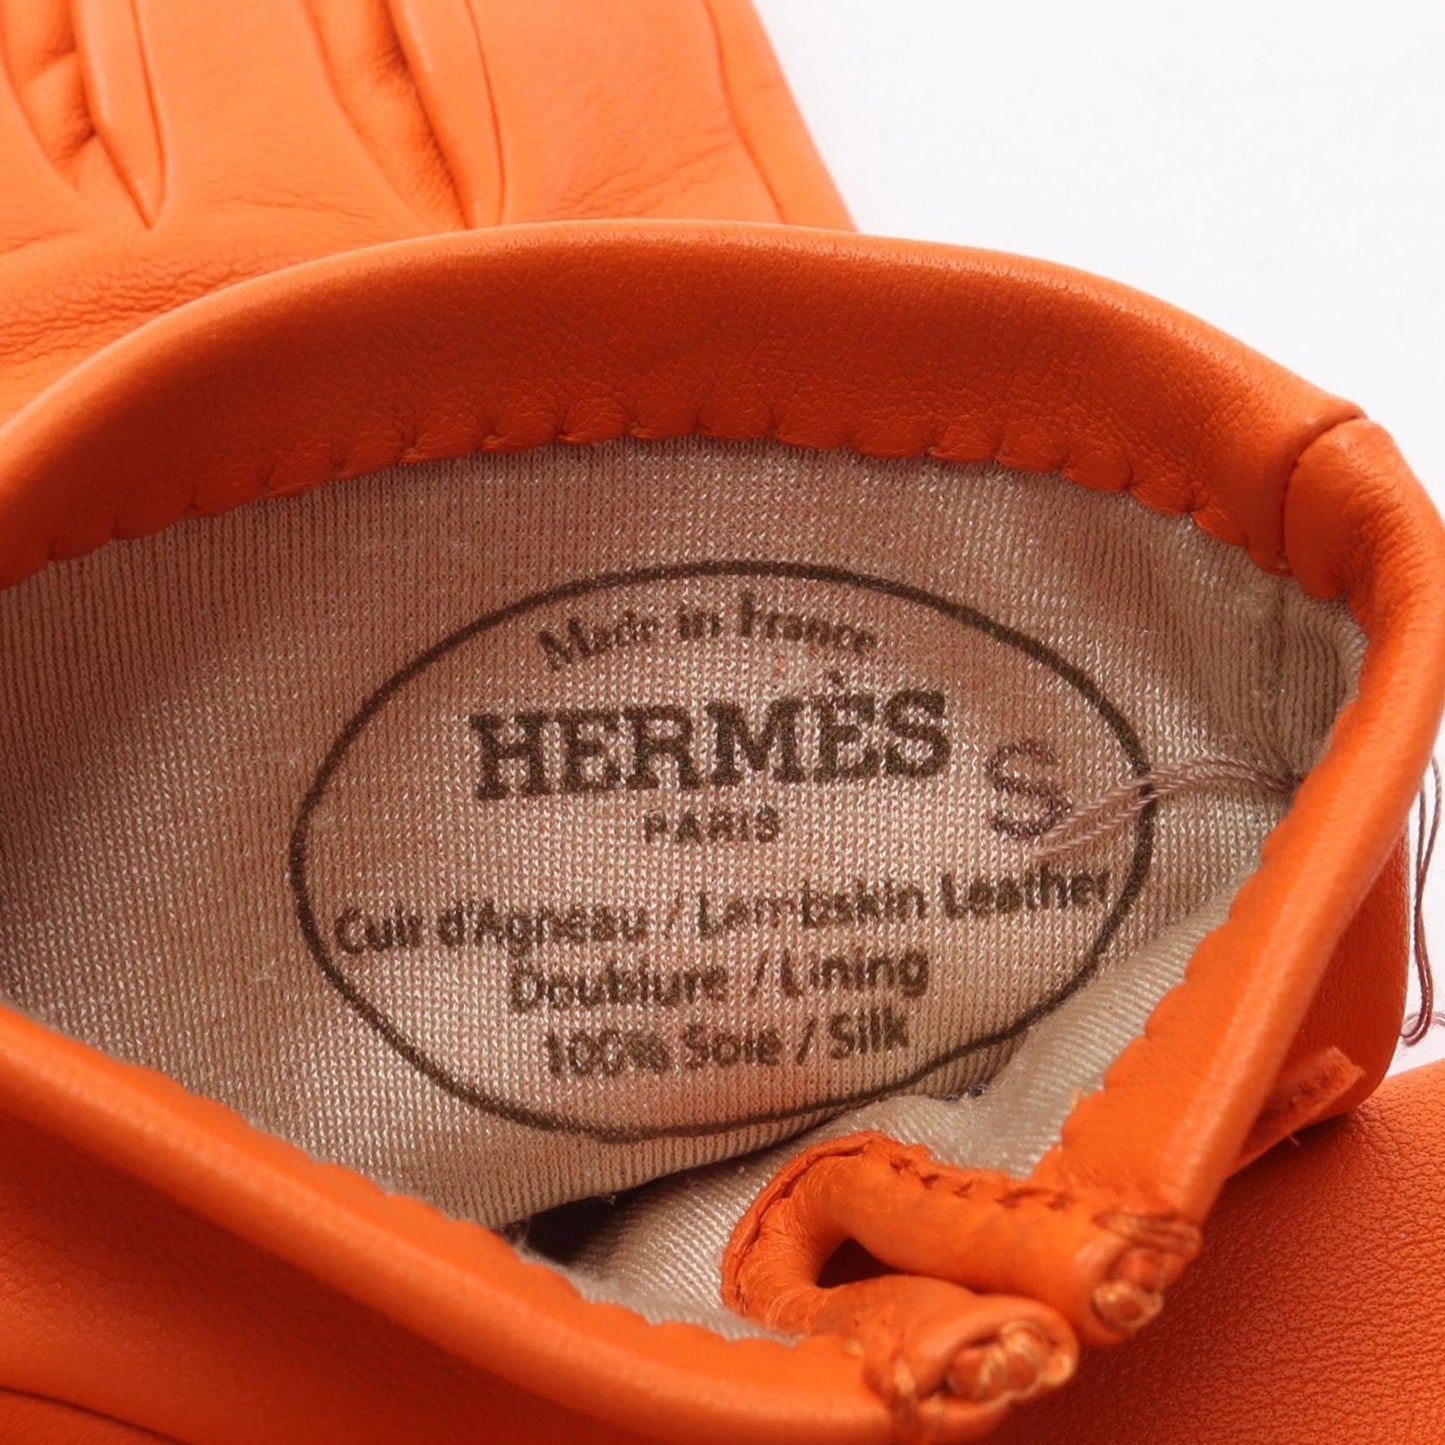 Made in France
HERMÈS
PARIS
S
Cuir d'Agneau / Lambskin Leather
Doublure / Lining
100% Soie / Silk